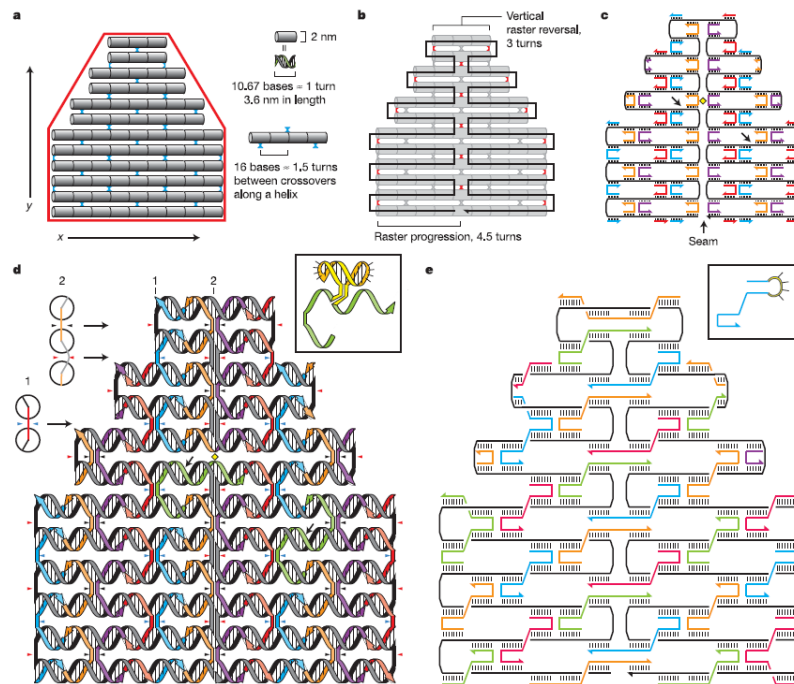 a
2 nm
10.67 bases = 1 turn
3.6 nm in length
16 bases = 1.5 turns
between crossovers
along a helix
y
x
b
Vertical
raster reversal,
3 turns
Raster progression, 4.5 turns
c
Seam
d
2
1
1
2
e